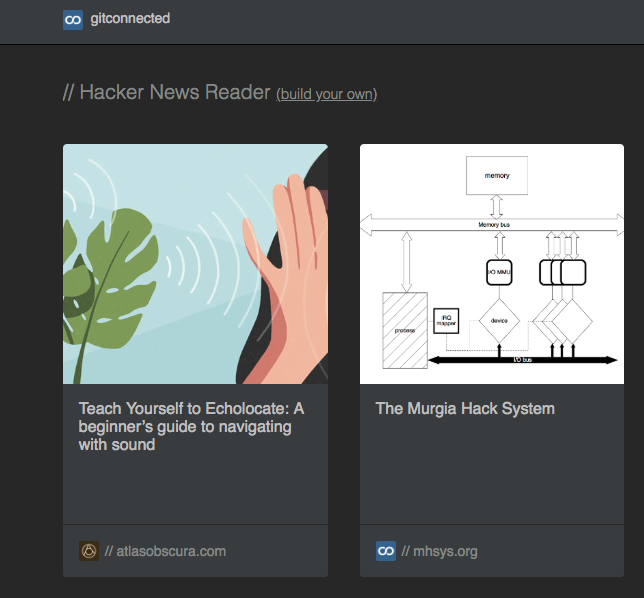 gitconnected
// Hacker News Reader (build your own)
memory
Memory bus
I/O MMU
process
IRQ
mapper
device
I/O bus
Teach Yourself to Echolocate: A
beginner’s guide to navigating
with sound
The Murgia Hack System
// atlasobscura.com
// mhsys.org